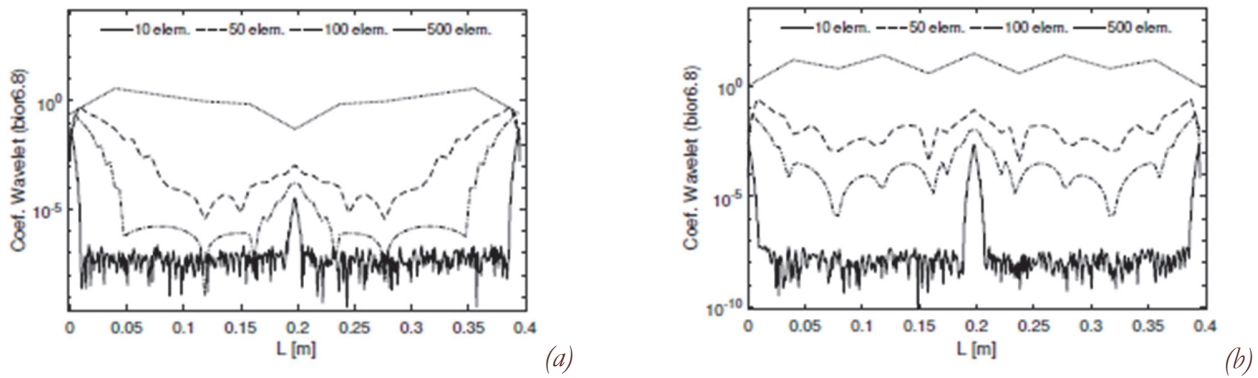 10 elem. 50 elem. 100 elem. 500 elem.
Coef. Wavelet (bior6.8)
10^0
10^-5
0 0.05 0.1 0.15 0.2 0.25 0.3 0.35 0.4
L [m]
(a)
10 elem. 50 elem. 100 elem. 500 elem.
Coef. Wavelet (bior6.8)
10^0
10^-5
10^-10
0 0.05 0.1 0.15 0.2 0.25 0.3 0.35 0.4
L [m]
(b)